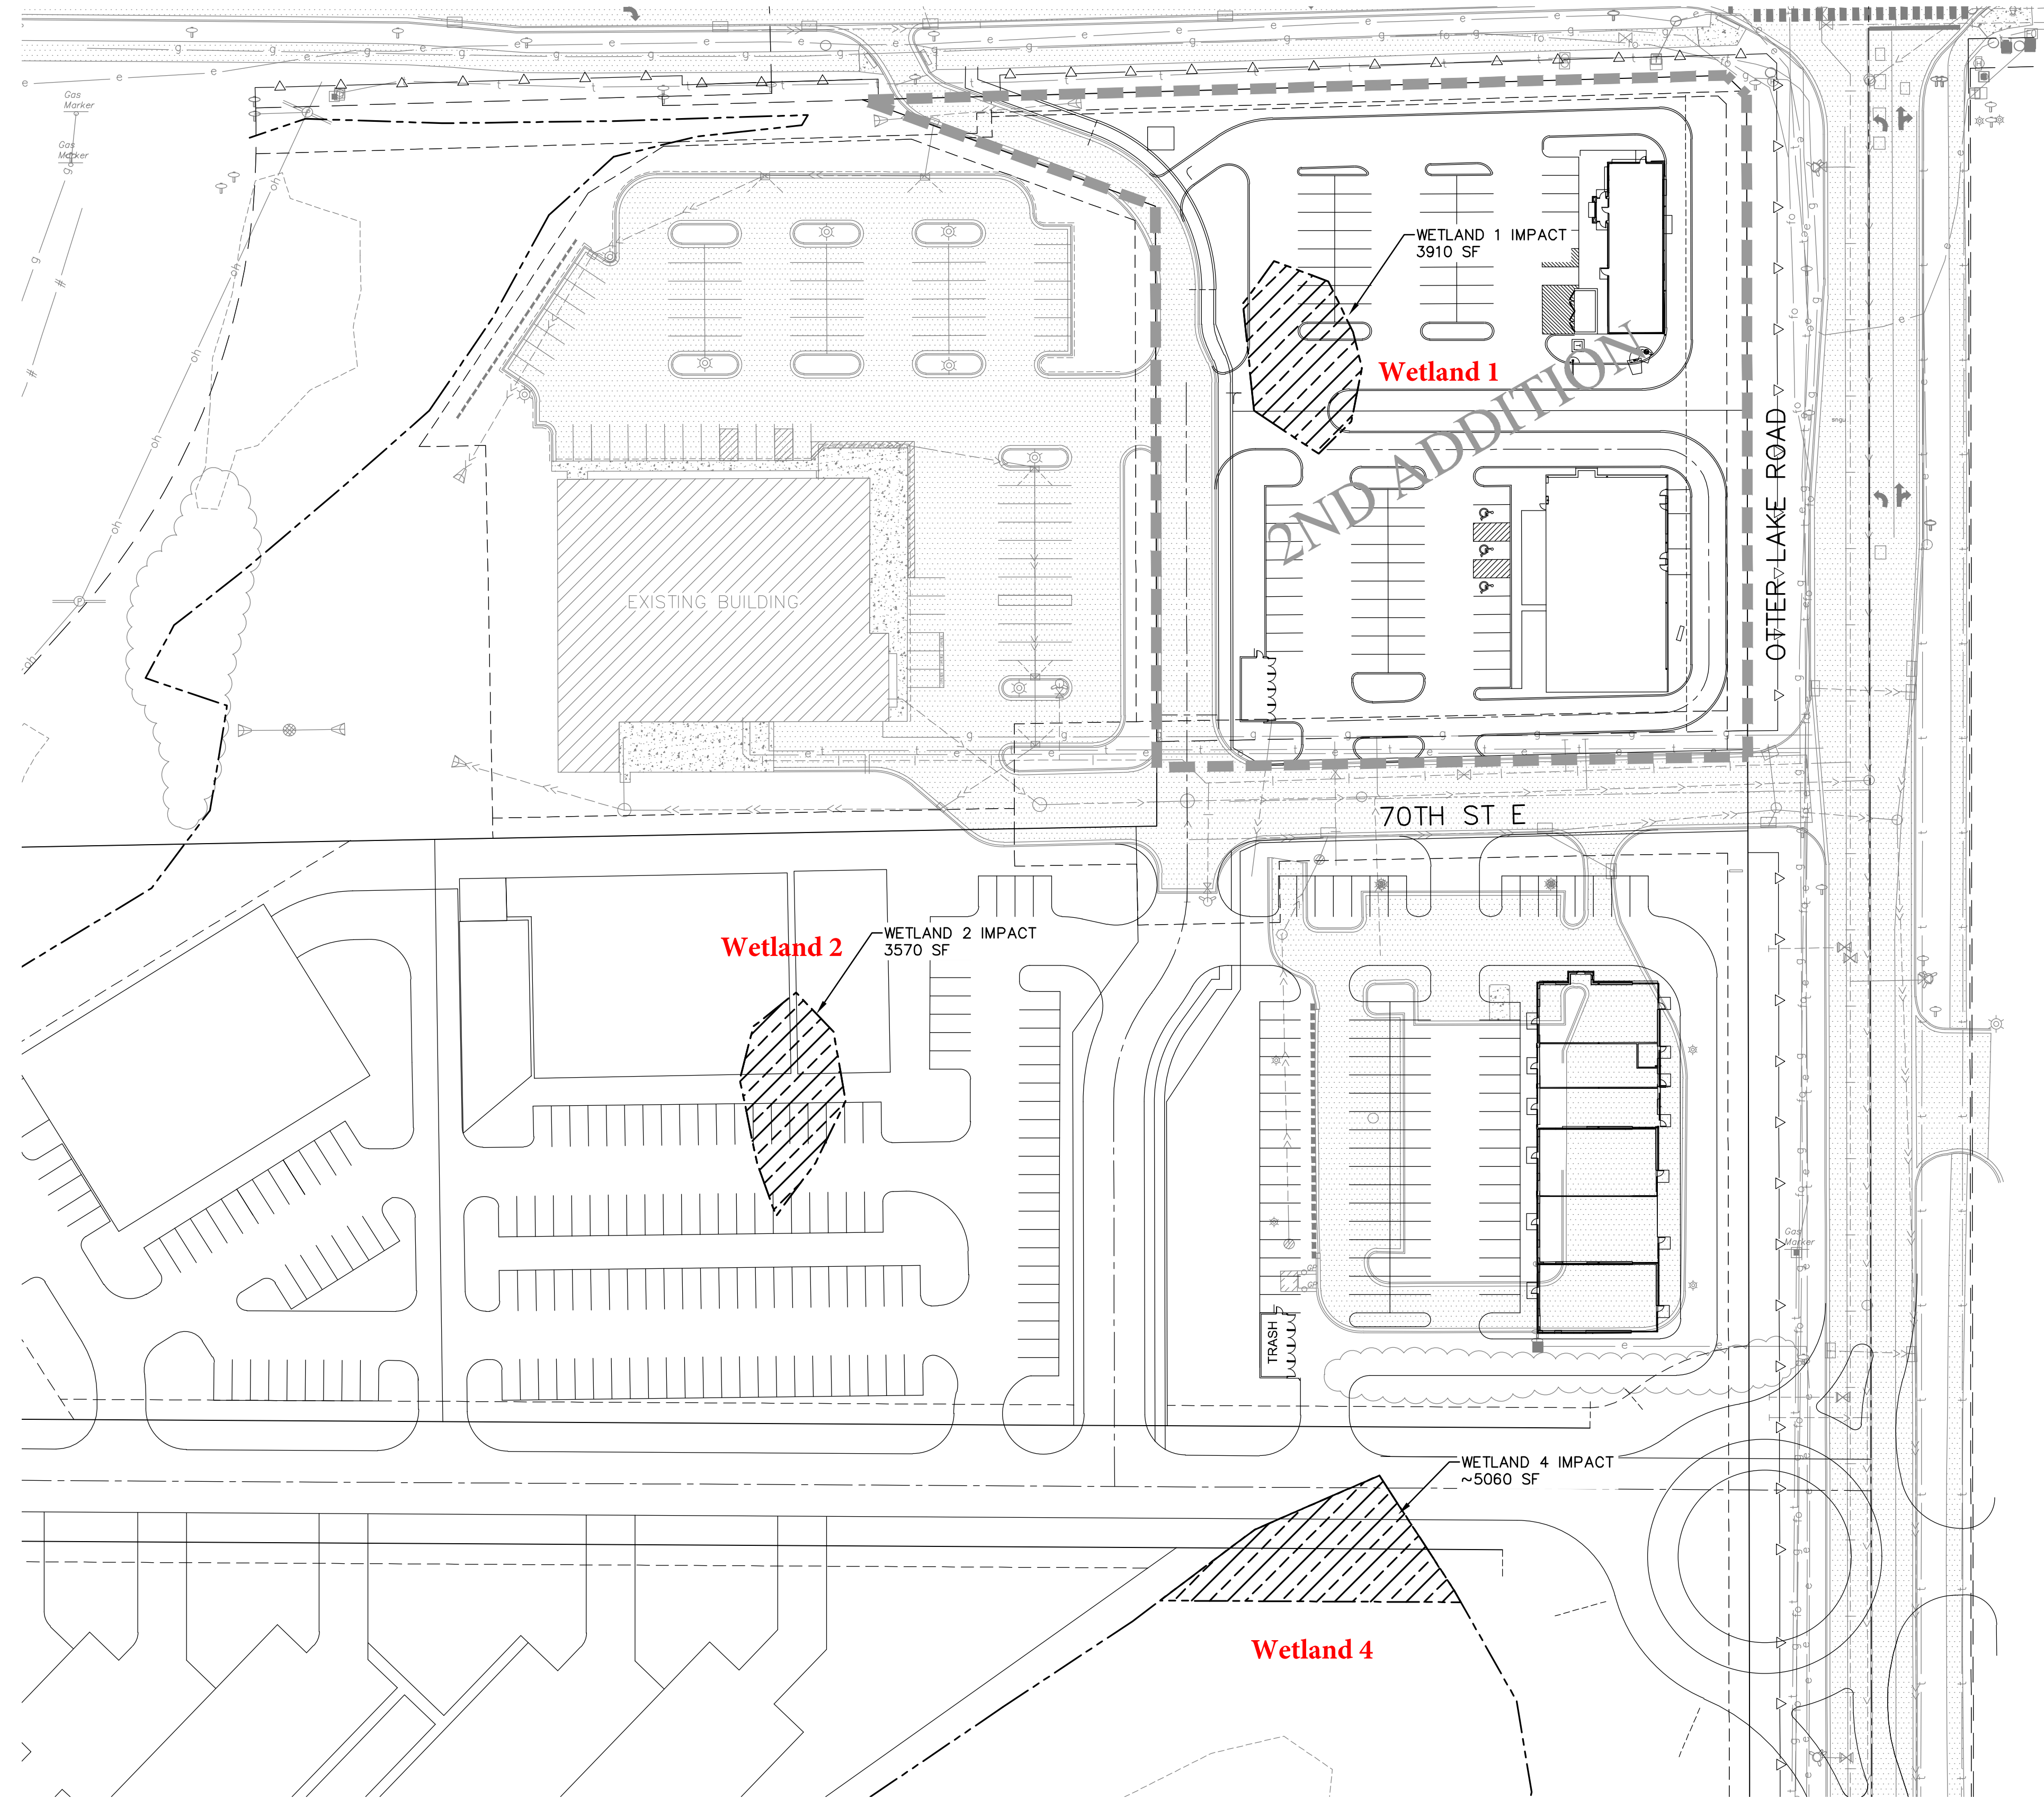 Gas
Marker
Gas
Marker
WETLAND 1 IMPACT
3910 SF
Wetland 1
2ND ADDITION
OTTER LAKE ROAD
EXISTING BUILDING
70TH ST E
WETLAND 2 IMPACT
3570 SF
Wetland 2
Gas
Marker
TRASH
WETLAND 4 IMPACT
~5060 SF
Wetland 4